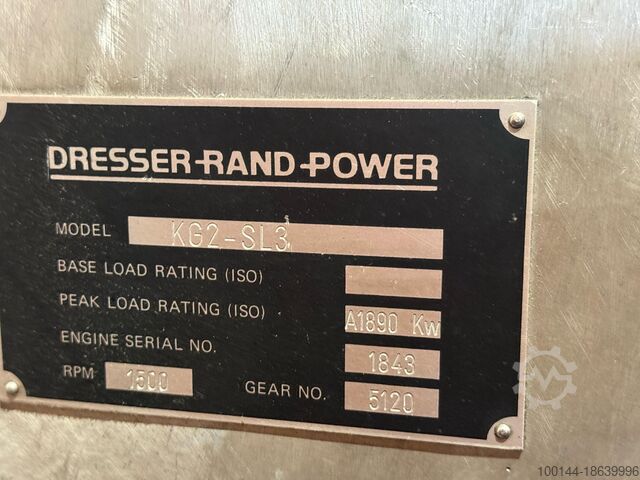 DRESSER-RAND-POWER
MODEL KG2-SL3
BASE LOAD RATING (ISO)
PEAK LOAD RATING (ISO) A1890 Kw
ENGINE SERIAL NO. 1843
RPM 1500 GEAR NO. 5120
100144-18639996